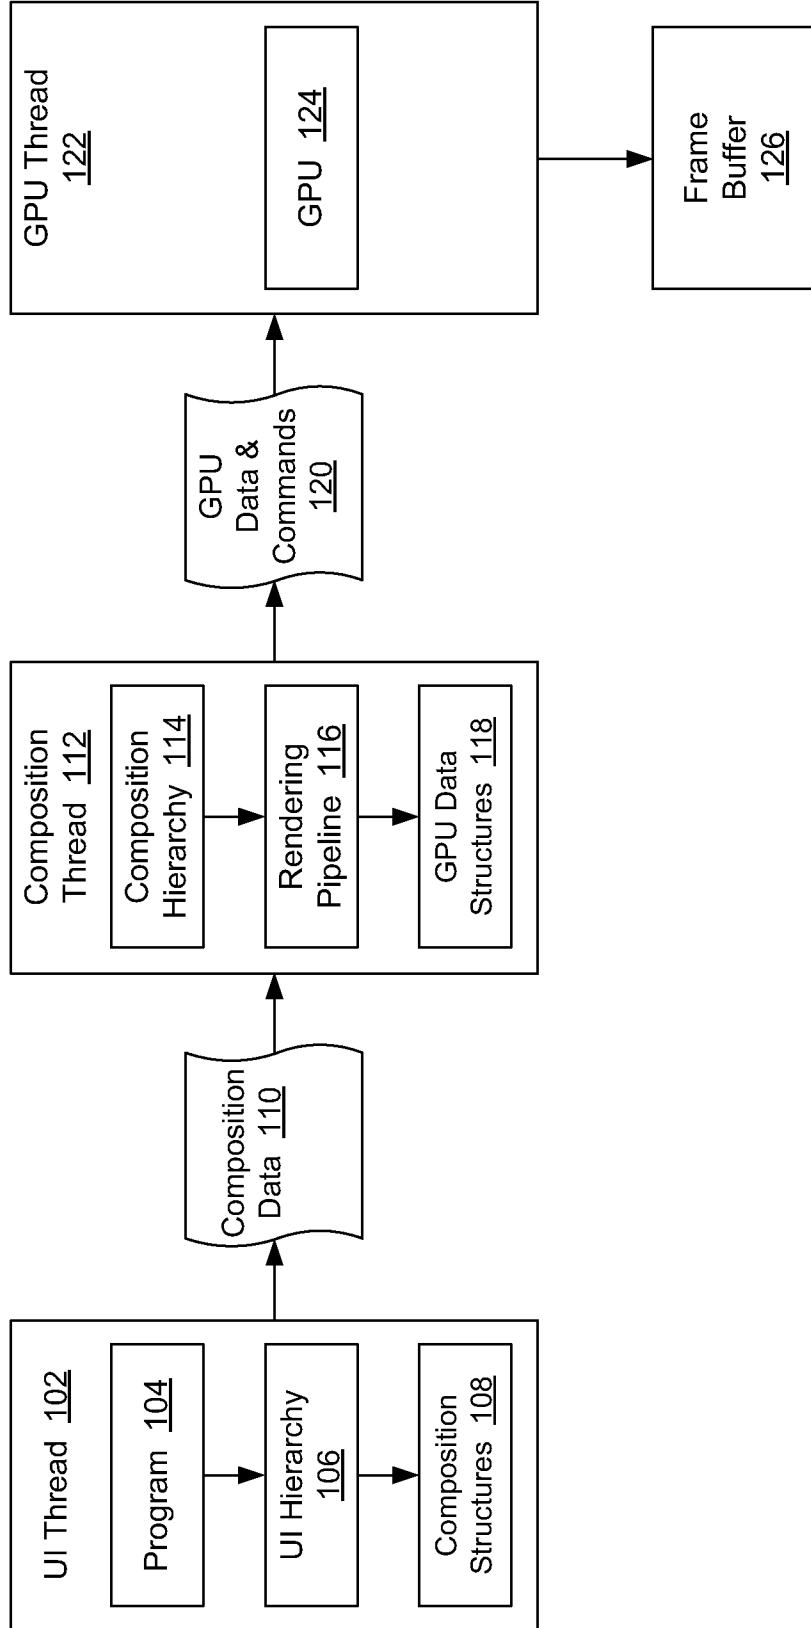 UI Thread 102
Program 104
UI Hierarchy
106
Composition
Structures 108
Composition
Data 110
Composition
Thread 112
Composition
Hierarchy 114
Rendering
Pipeline 116
GPU Data
Structures 118
GPU
Data &
Commands
120
GPU Thread
122
GPU 124
Frame
Buffer
126